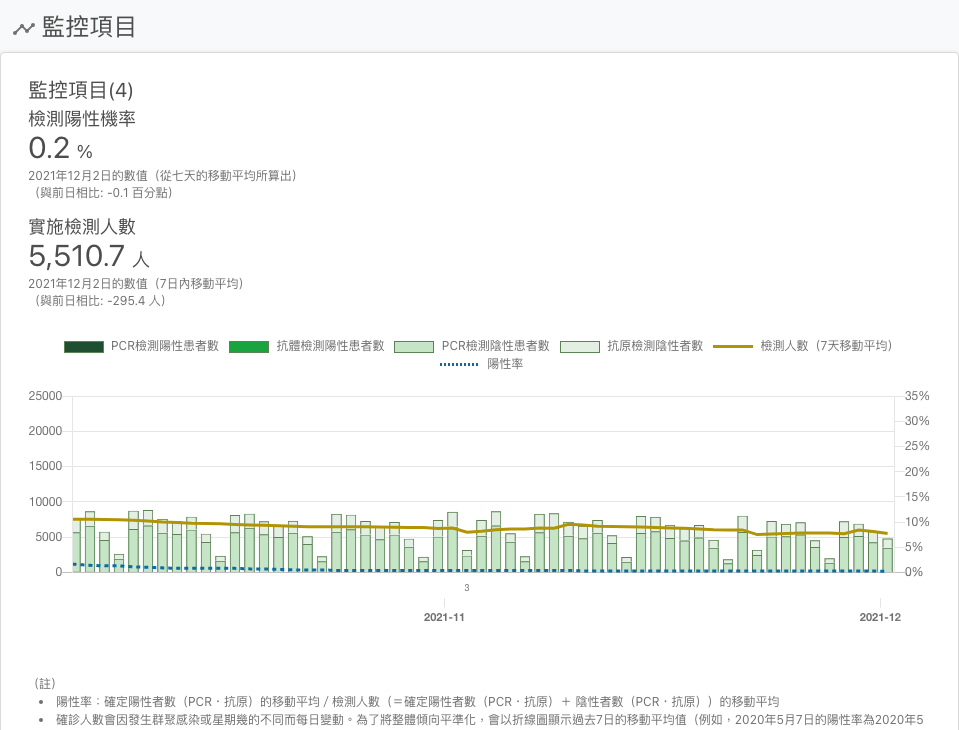 監控項目
監控項目(4)
檢測陽性機率
0.2 %
2021年12月2日的數值（從七天的移動平均所算出）
（與前日相比: -0.1 百分點）
實施檢測人數
5,510.7 人
2021年12月2日的數值（7日內移動平均）
（與前日相比: -295.4 人）
PCR檢測陽性患者數 抗體檢測陽性患者數 PCR檢測陰性患者數 抗原檢測陰性者數 檢測人數（7天移動平均）
陽性率
25000 35%
30%
20000
25%
15000 20%
15%
10000
10%
5000 5%
0 0%
3
2021-11 2021-12
（註）
• 陽性率：確定陽性者數（PCR・抗原）的移動平均 / 檢測人數（＝確定陽性者數（PCR・抗原）＋ 陰性者數（PCR・抗原））的移動平均
• 確診人數會因發生群聚感染或星期幾的不同而每日變動。為了將整體傾向平準化，會以折線圖顯示過去7日的移動平均值（例如，2020年5月7日的陽性率為2020年5